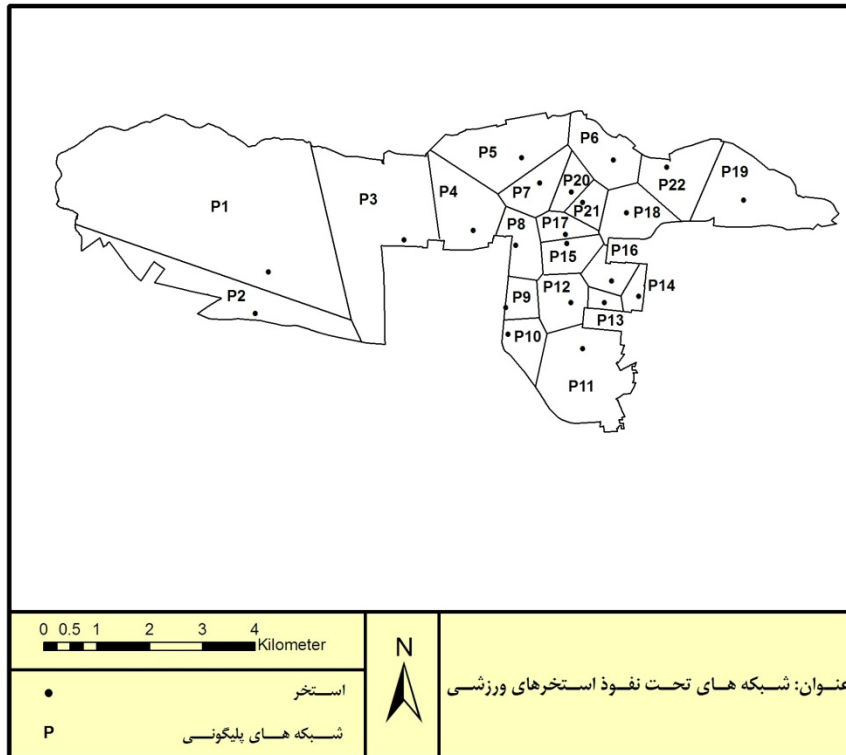 P6
P5
P19
P20
P22
P7
P4
P3
P1
P21
P18
P17
P8
P16
P15
P14
P9
P12
P2
P13
P10
P11
0 0.5 1 2 3 4
Kilometer
N
عنوان: شبکه های تحت نفوذ استخرهای ورزشی
استخر
P شبکه های پلیگونی